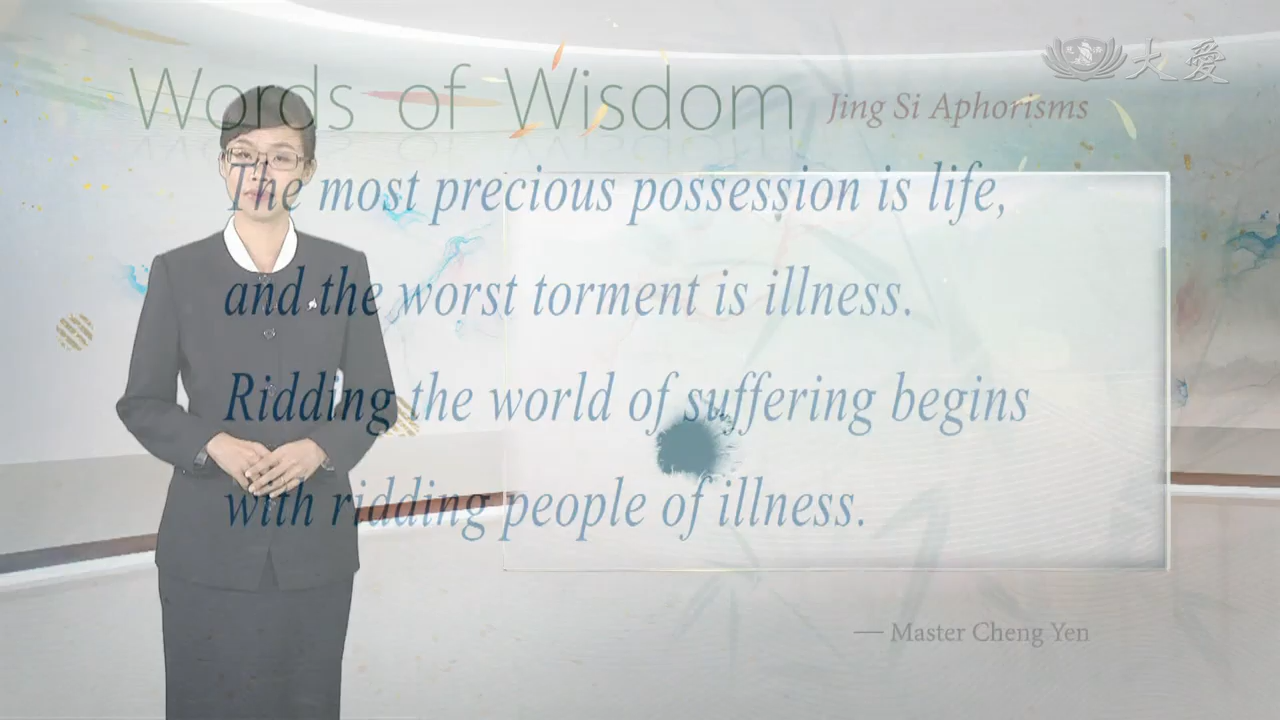 大愛
Words of Wisdom Jing Si Aphorisms
The most precious possession is life,
and the worst torment is illness.
Ridding the world of suffering begins
with ridding people of illness.
— Master Cheng Yen